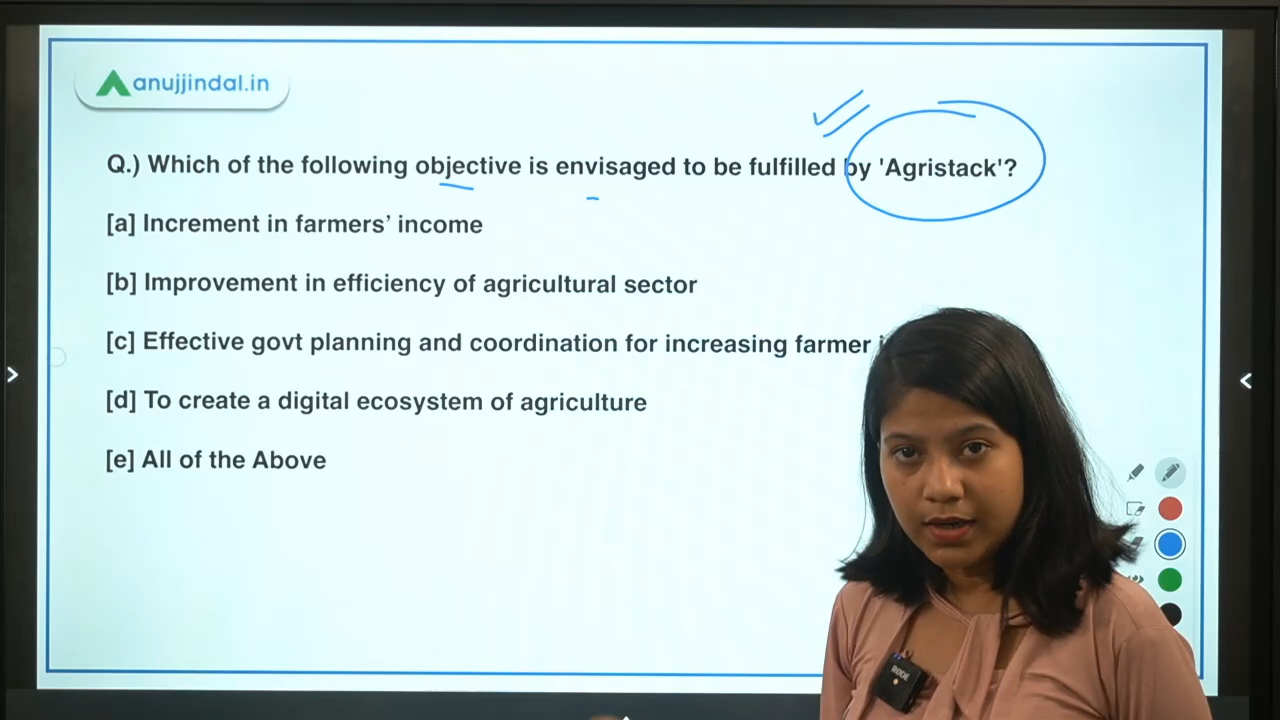 anujjindal.in
Q.) Which of the following objective is envisaged to be fulfilled by 'Agristack'?
[a] Increment in farmers’ income
[b] Improvement in efficiency of agricultural sector
[c] Effective govt planning and coordination for increasing farmer
[d] To create a digital ecosystem of agriculture
[e] All of the Above
RODE